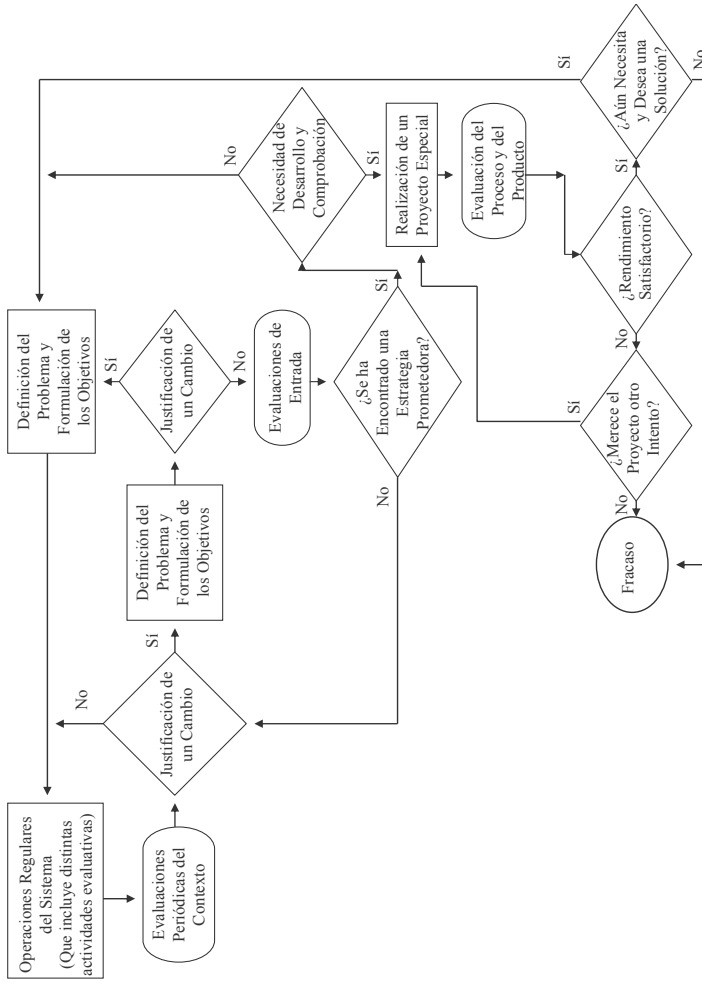 Operaciones Regulares
del Sistema
(Que incluye distintas
actividades evaluativas)
Definición del
Problema y
Formulación de
los Objetivos
No
Sí
Evaluaciones
Periódicas del
Contexto
Justificación de
un Cambio
Sí
Definición del
Problema y
Formulación de
los Objetivos
Justificación de
un Cambio
No
Evaluaciones de
Entrada
No
Necesidad de
Desarrollo y
Comprobación
Sí
No
¿Se ha
Encontrado una
Estrategia
Prometedora?
Sí
Realización de un
Proyecto Especial
Evaluación del
Proceso y del
Producto
Sí
Sí
Fracaso
No
¿Merece el
Proyecto otro
Intento?
No
¿Rendimiento
Satisfactorio?
Sí
¿Aún Necesita
y Desea una
Solución?
No